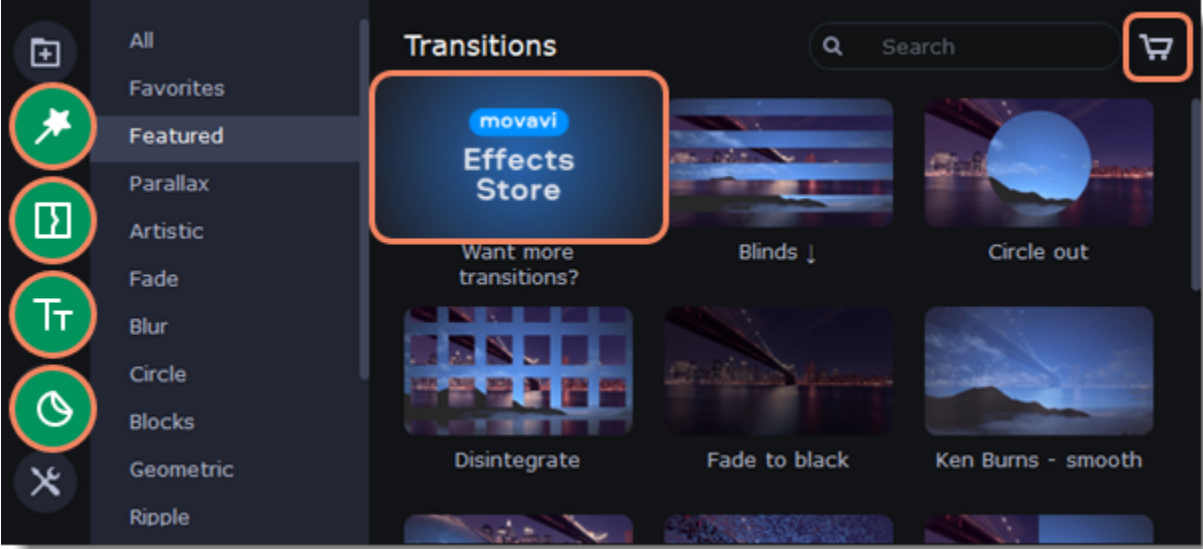 All
Favorites
Featured
Parallax
Artistic
Fade
Blur
Circle
Blocks
Geometric
Ripple
Transitions
Search
movavi
Effects
Store
Want more
transitions?
Blinds ↓
Circle out
Disintegrate
Fade to black
Ken Burns - smooth
TT